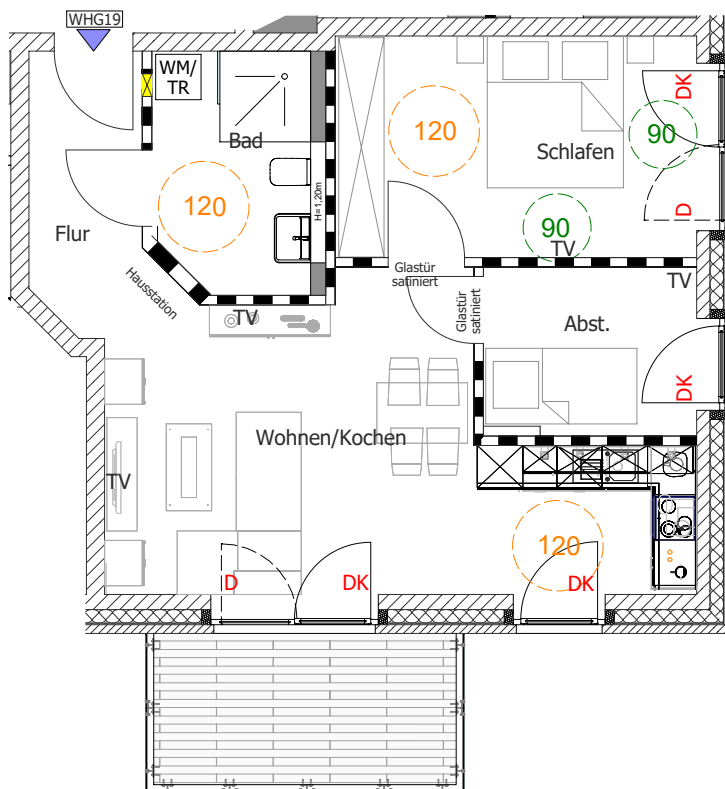 WHG19
WM/
TR
Bad
120
H=1,20m
120
Schlafen
DK
90
D
90
TV
TV
Flur
Hausstation
Glastür
satiniert
Glastür
satiniert
TV
Abst.
DK
Wohnen/Kochen
TV
120
D
DK
DK